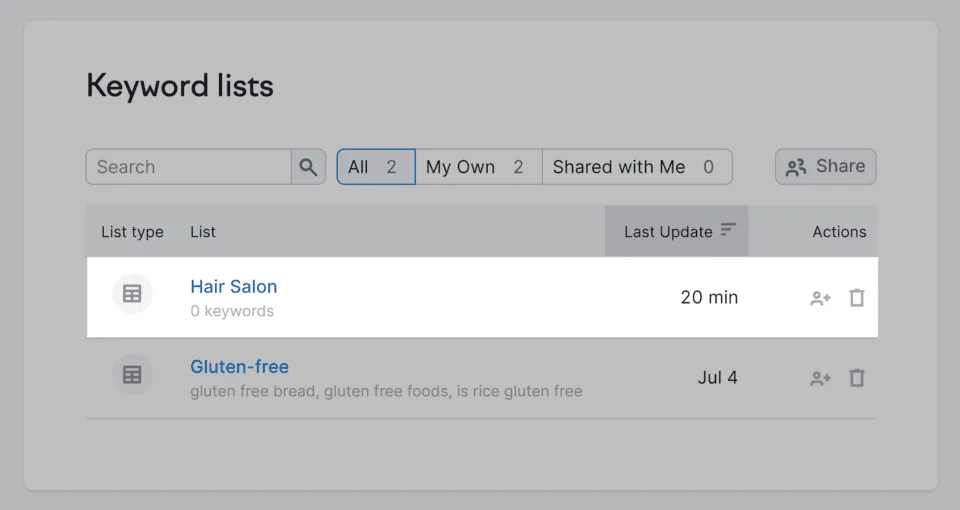 Keyword lists
Search All 2 My Own 2 Shared with Me 0 Share
List type List Last Update Actions
Hair Salon 20 min
0 keywords
Gluten-free Jul 4
gluten free bread, gluten free foods, is rice gluten free